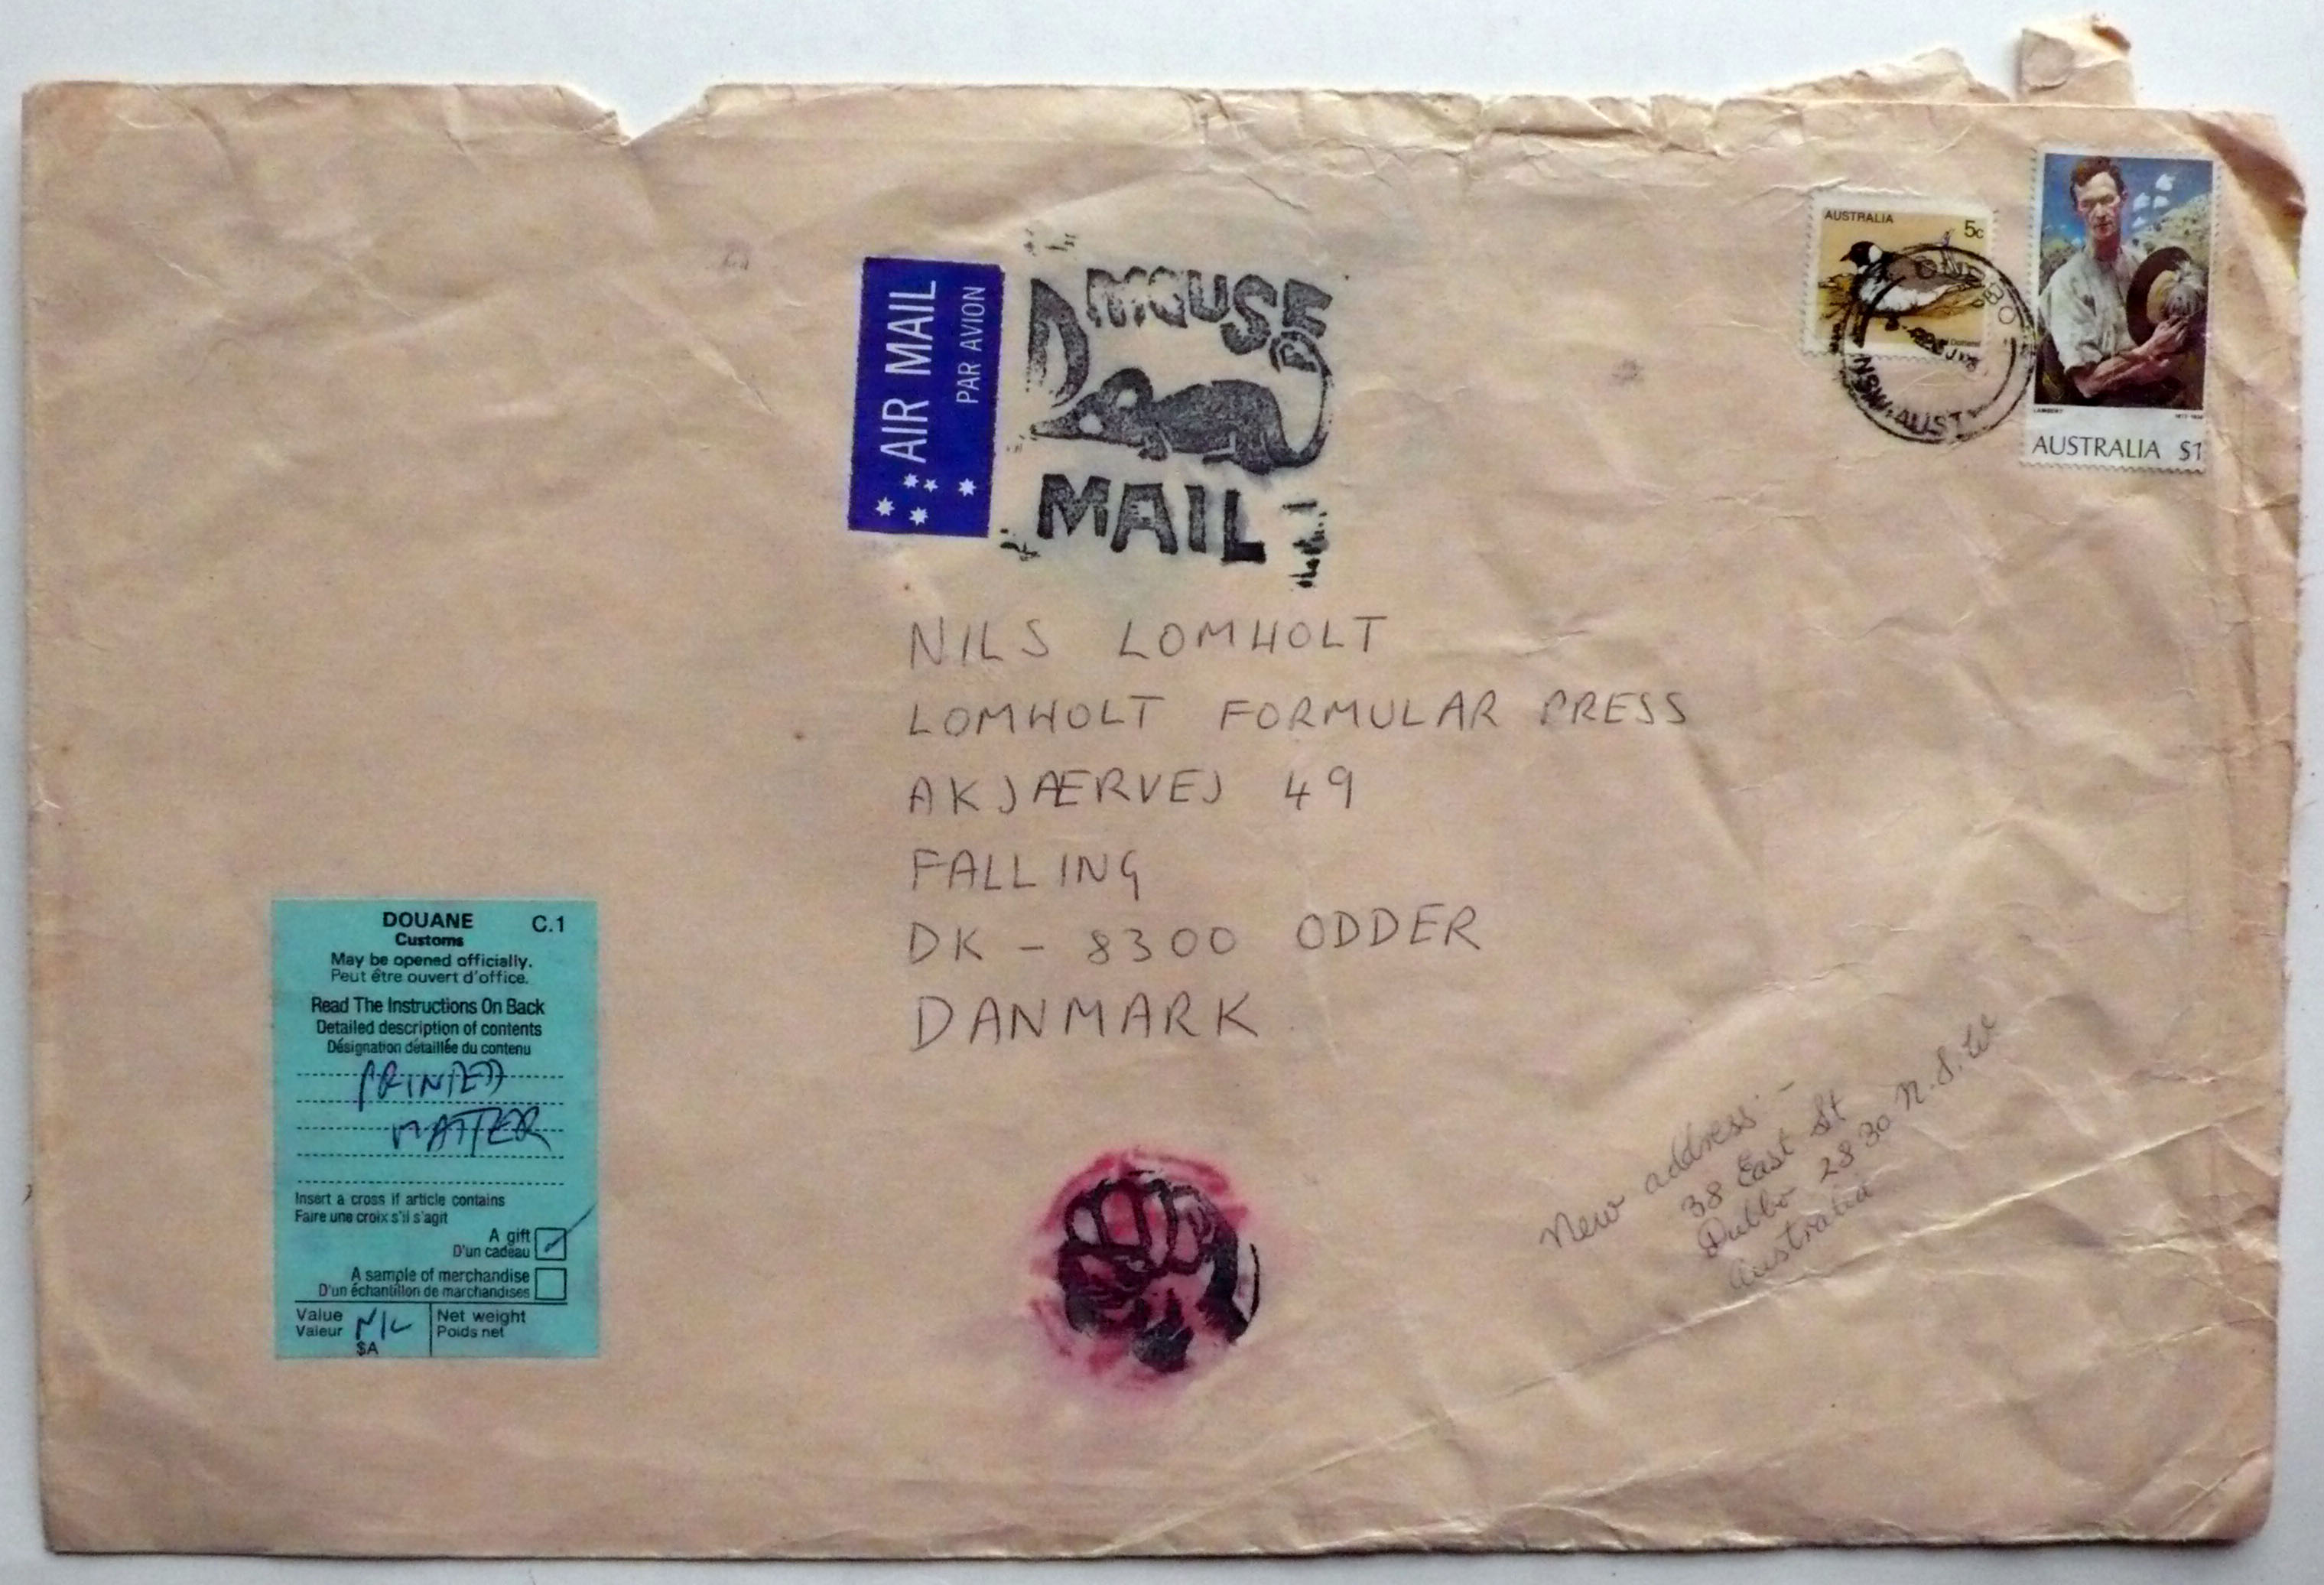 AIR MAIL
PAR AVION
D MOUSE
MAIL
AUSTRALIA
5c
NSW-AUST
LAMBERT
AUSTRALIA $1
NILS LOMHOLT
LOMHOLT FORMULAR PRESS
AKJÆRVEJ 49
FALLING
DK - 8300 ODDER
DANMARK
DOUANE C.1
Customs
May be opened officially.
Peut être ouvert d'office.
Read The Instructions On Back
Detailed description of contents
Désignation détaillée du contenu
PRINTED
MATTER
Insert a cross if article contains
Faire une croix s'il s'agit
A gift
D'un cadeau
A sample of merchandise
D'un échantillon de marchandises
Value NIL Net weight
Valeur Poids net
$A
New address:-
38 East St
Dubbo 2830 N.S.W
Australia